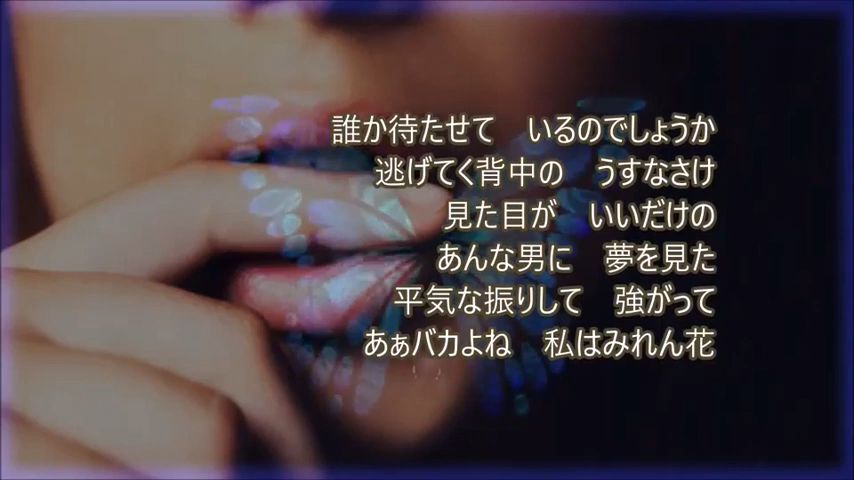 誰か待たせて　いるのでしょうか
逃げてく背中の　うすなさけ
見た目が　いいだけの
あんな男に　夢を見た
平気な振りして　強がって
あぁバカよね　私はみれん花